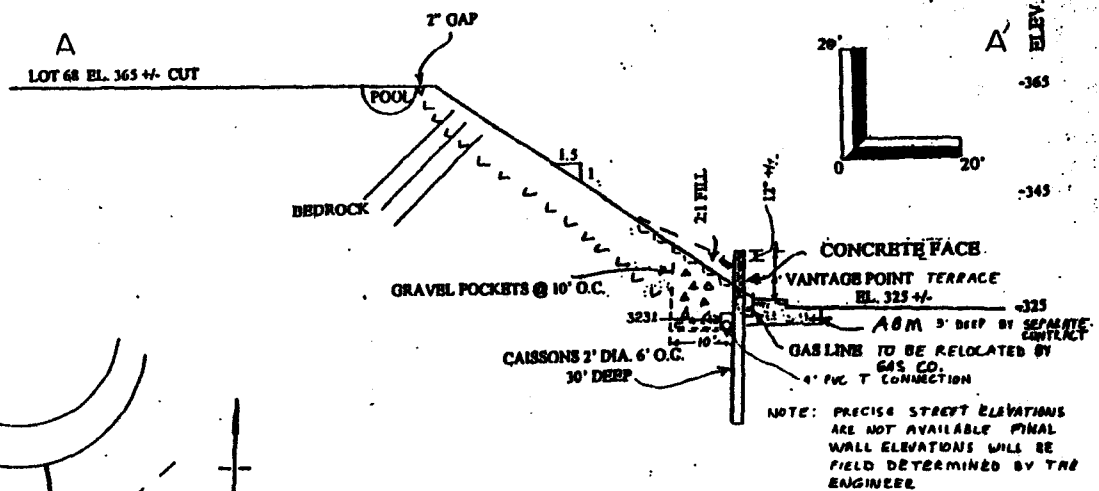 A
2" GAP
LOT 68 EL. 365 +/- CUT
POOL
20'
A'
ELEV.
-365
0
20'
1.5
1
-345
BEDROCK
2:1 FILL
12" +/-
H
CONCRETE FACE
VANTAGE POINT TERRACE
EL. 325 +/-
-325
GRAVEL POCKETS @ 10' O.C.
3231
10'
ABM 3' DEEP BY SEPARATE
CONTRACT
GAS LINE TO BE RELOCATED BY
GAS CO.
CAISSONS 2' DIA. 6' O.C.
30' DEEP
4" PVC T CONNECTION
NOTE: PRECISE STREET ELEVATIONS
ARE NOT AVAILABLE FINAL
WALL ELEVATIONS WILL BE
FIELD DETERMINED BY THE
ENGINEER